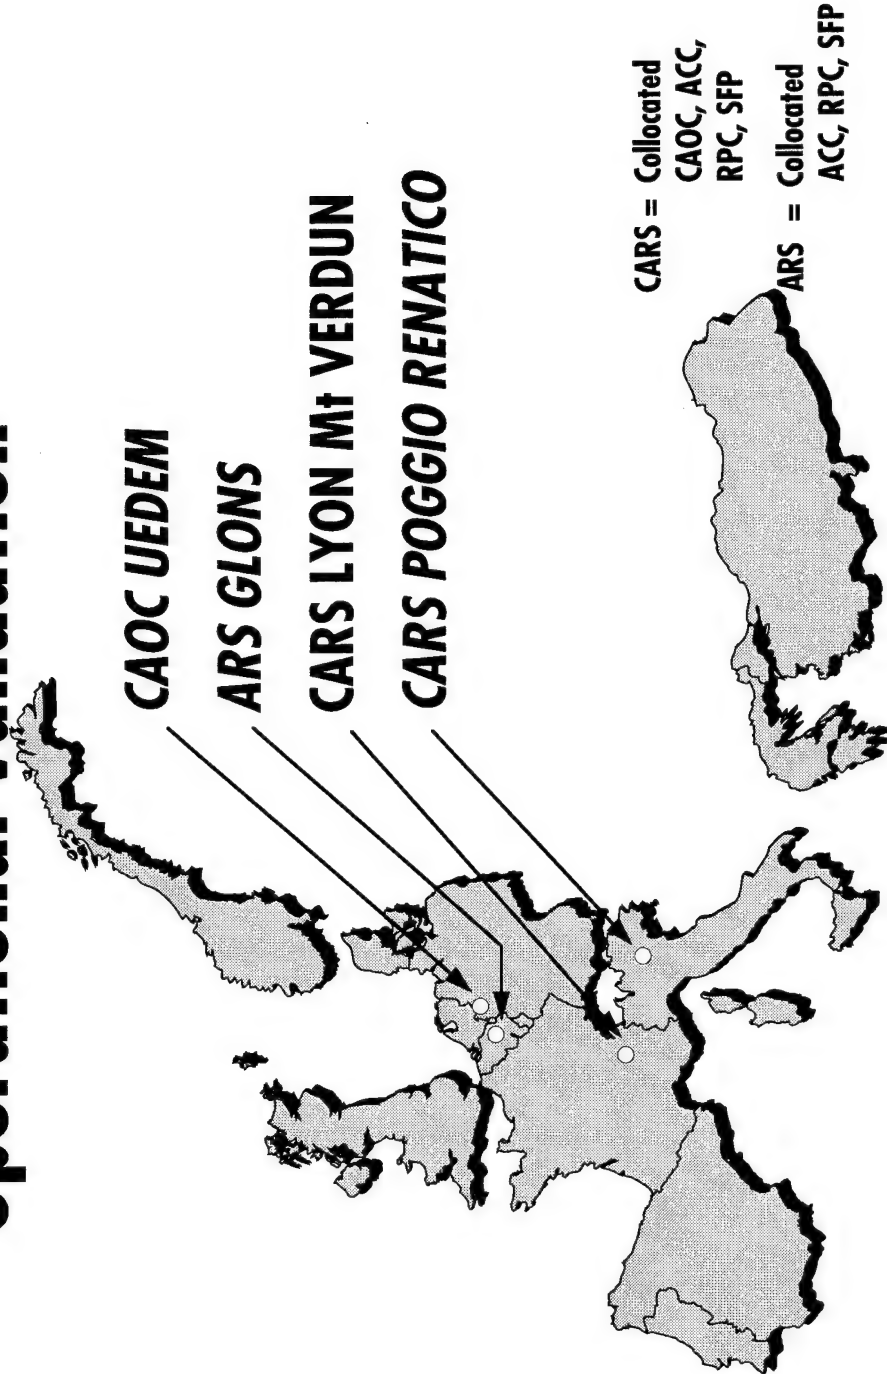 CAOC UEDEM
ARS GLONS
CARS LYON Mt VERDUN
CARS POGGIO RENATICO
CARS = Collocated
CAOC, ACC,
RPC, SFP
ARS = Collocated
ACC, RPC, SFP